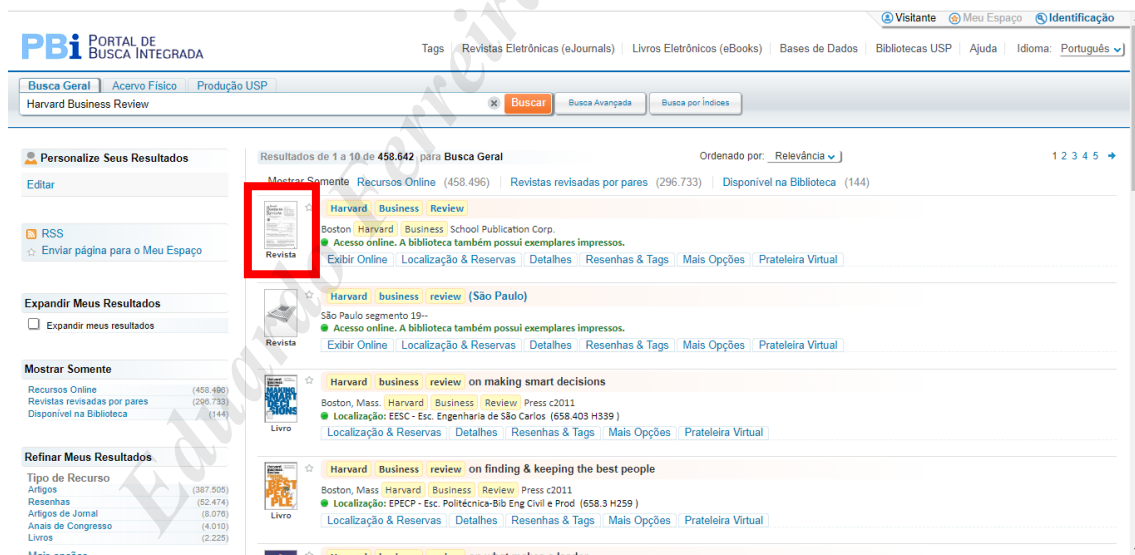 Visitante Meu Espaço Identificação
PBi PORTAL DE BUSCA INTEGRADA
Tags Revistas Eletrônicas (eJournals) Livros Eletrônicos (eBooks) Bases de Dados Bibliotecas USP Ajuda Idioma: Português
Busca Geral Acervo Físico Produção USP
Harvard Business Review Buscar Busca Avançada Busca por Índices
Personalize Seus Resultados
Editar
RSS
Enviar página para o Meu Espaço
Expandir Meus Resultados
Expandir meus resultados
Mostrar Somente
Recursos Online (458.496)
Revistas revisadas por pares (296.733)
Disponível na Biblioteca (144)
Refinar Meus Resultados
Tipo de Recurso
Artigos (387.505)
Resenhas (52.474)
Artigos de Jornal (8.076)
Anais de Congresso (4.010)
Livros (2.225)
Mais opções
Resultados de 1 a 10 de 458.642 para Busca Geral Ordenado por: Relevância 1 2 3 4 5
Mostrar Somente Recursos Online (458.496) Revistas revisadas por pares (296.733) Disponível na Biblioteca (144)
Harvard Business Review
Boston Harvard Business School Publication Corp.
Acesso online. A biblioteca também possui exemplares impressos.
Revista
Exibir Online Localização & Reservas Detalhes Resenhas & Tags Mais Opções Prateleira Virtual
Harvard business review (São Paulo)
São Paulo segmento 19--
Acesso online. A biblioteca também possui exemplares impressos.
Revista
Exibir Online Localização & Reservas Detalhes Resenhas & Tags Mais Opções Prateleira Virtual
MAKING
SMART
DECI
SIONS
Harvard business review on making smart decisions
Boston, Mass. Harvard Business Review Press c2011
Localização: EESC - Esc. Engenharia de São Carlos (658.403 H339 )
Livro
Localização & Reservas Detalhes Resenhas & Tags Mais Opções Prateleira Virtual
BEST
PEO
PLE
Harvard Business review on finding & keeping the best people
Boston, Mass Harvard Business Review Press c2011
Localização: EPECP - Esc. Politécnica-Bib Eng Civil e Prod (658.3 H259 )
Livro
Localização & Reservas Detalhes Resenhas & Tags Mais Opções Prateleira Virtual
Eduardo Ferreira